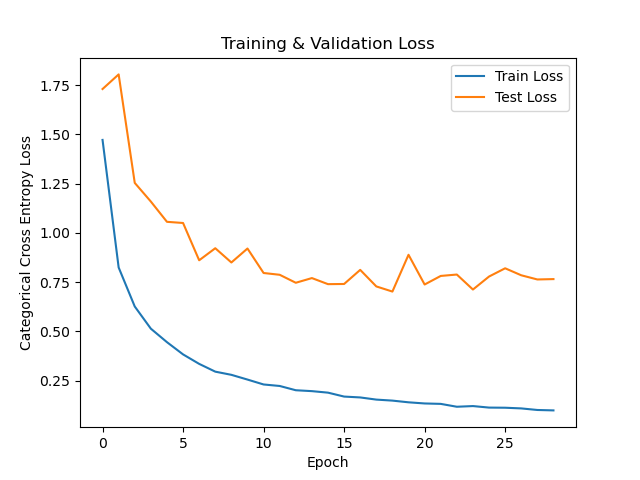 Training & Validation Loss
Train Loss
Test Loss
Categorical Cross Entropy Loss
1.75
1.50
1.25
1.00
0.75
0.50
0.25
0 5 10 15 20 25
Epoch